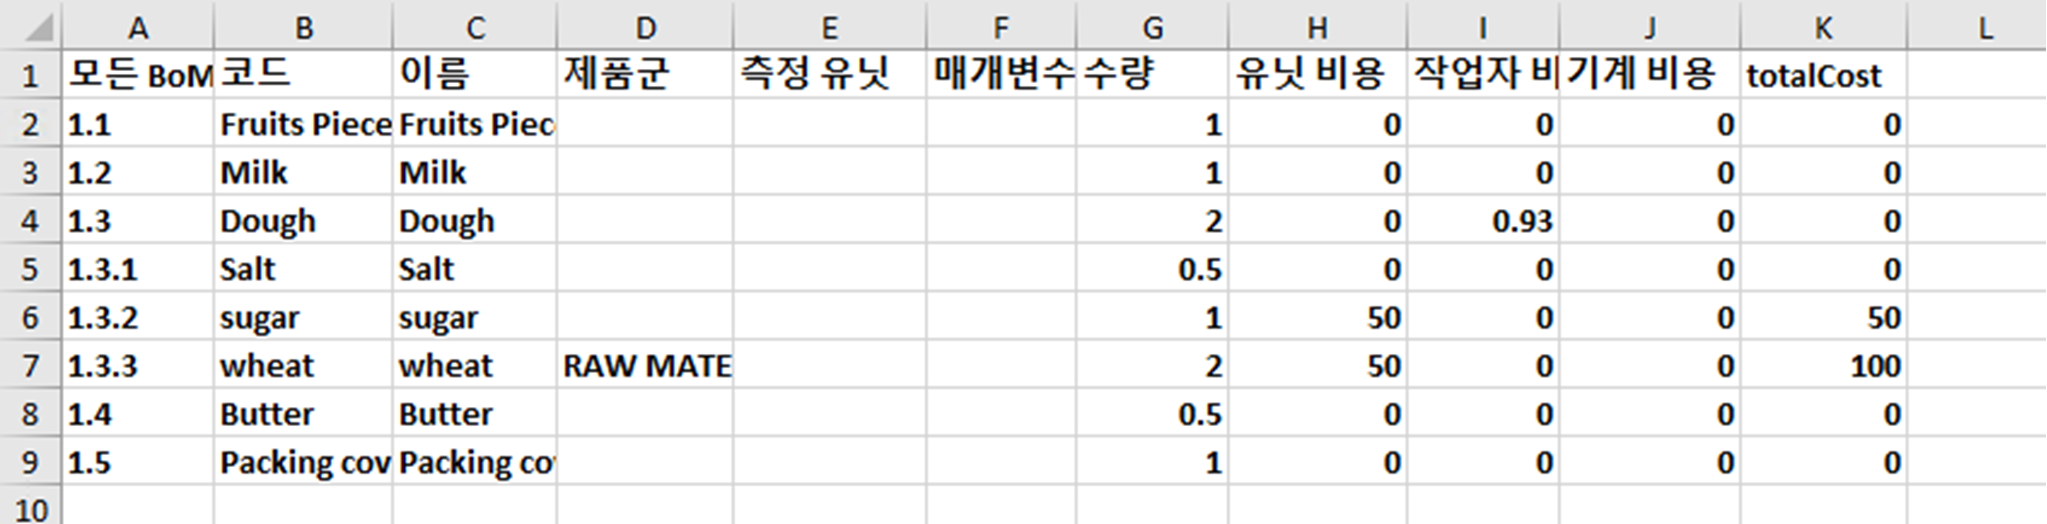 A B C D E F G H I J K L
1 모든 BoM 코드 이름 제품군 측정 유닛 매개변수 수량 유닛 비용 작업자 비 기계 비용 totalCost
2 1.1 Fruits Piece Fruits Piec 1 0 0 0 0
3 1.2 Milk Milk 1 0 0 0 0
4 1.3 Dough Dough 2 0 0.93 0 0
5 1.3.1 Salt Salt 0.5 0 0 0 0
6 1.3.2 sugar sugar 1 50 0 0 50
7 1.3.3 wheat wheat RAW MATE 2 50 0 0 100
8 1.4 Butter Butter 0.5 0 0 0 0
9 1.5 Packing cov Packing co 1 0 0 0 0
10